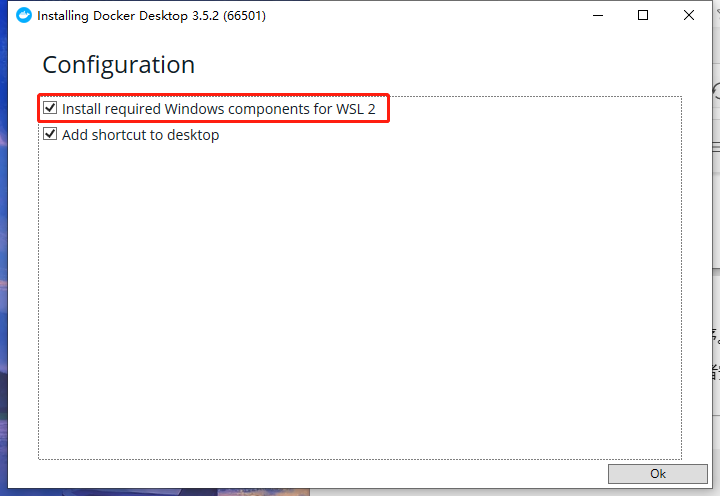 Installing Docker Desktop 3.5.2 (66501)
Configuration
Install required Windows components for WSL 2
Add shortcut to desktop
Ok